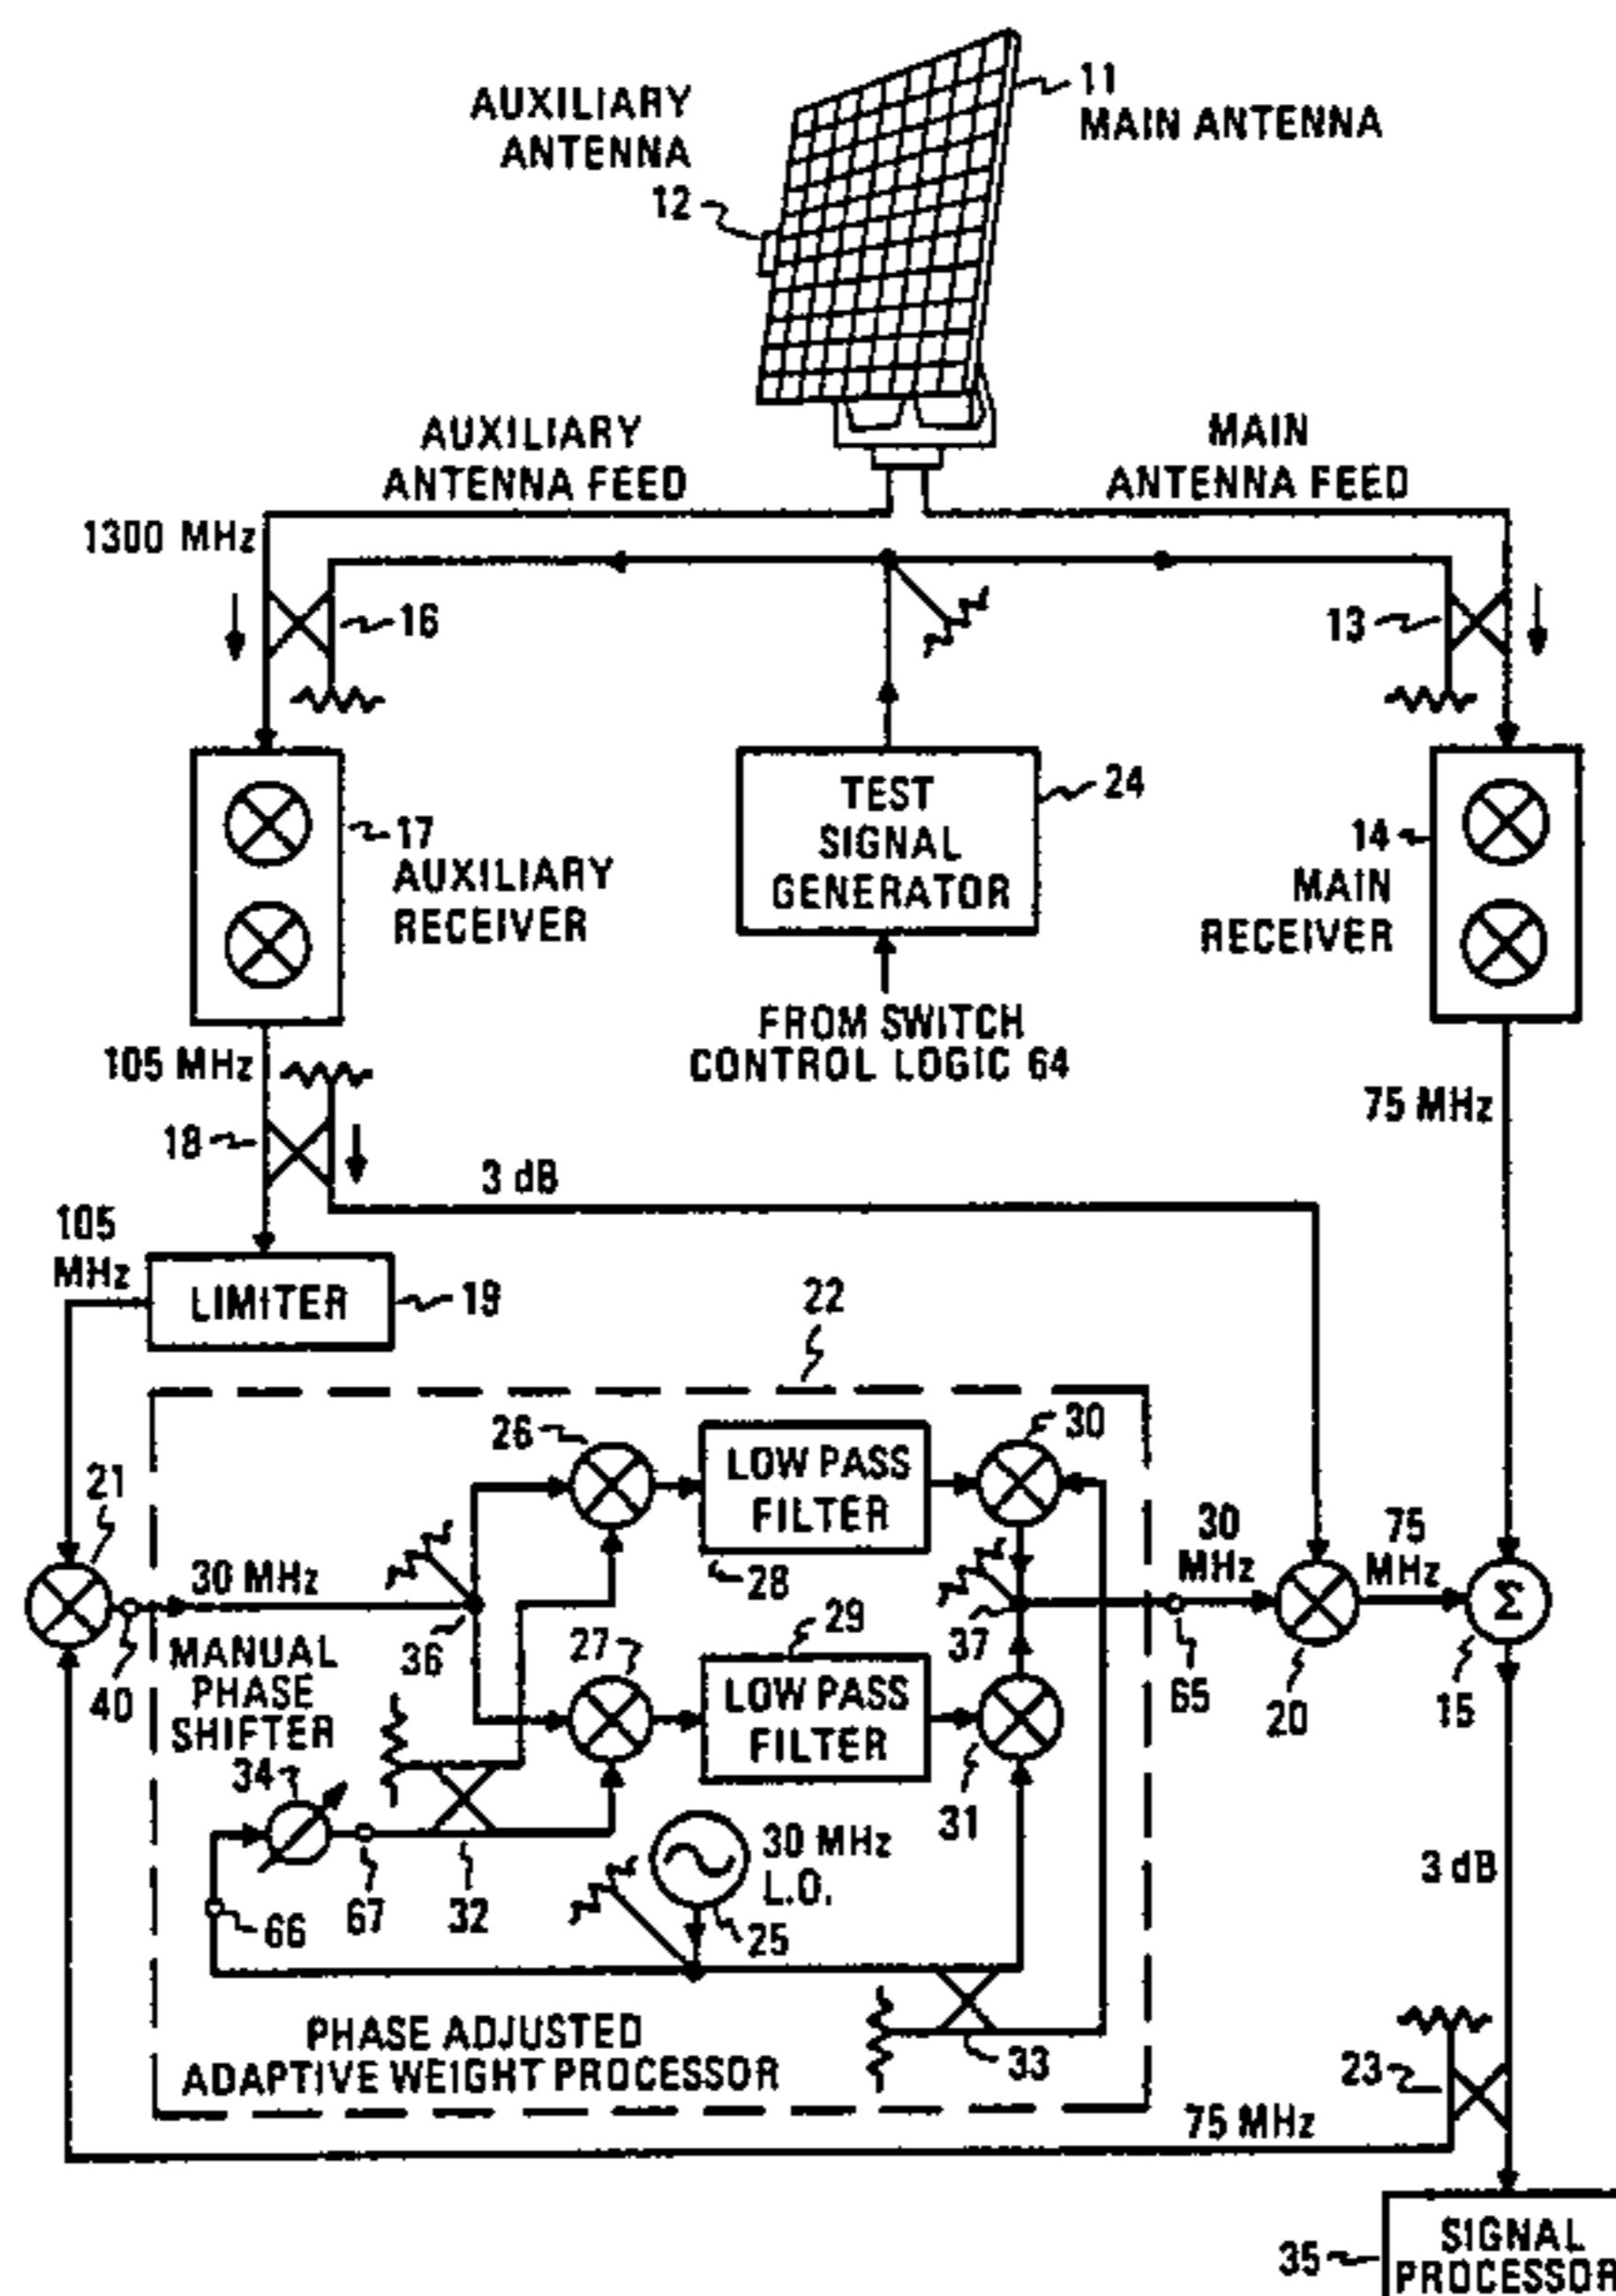 AUXILIARY
ANTENNA
12
11
MAIN ANTENNA
AUXILIARY
ANTENNA FEED
MAIN
ANTENNA FEED
1300 MHz
16
13
17
AUXILIARY
RECEIVER
TEST
SIGNAL
GENERATOR
24
14
MAIN
RECEIVER
FROM SWITCH
CONTROL LOGIC 64
105 MHz
75 MHz
18
3 dB
105
MHz
LIMITER
19
22
26
LOW PASS
FILTER
28
30
21
30 MHz
36
40
MANUAL
PHASE
SHIFTER
34
27
29
LOW PASS
FILTER
37
31
30
MHz
65
75
MHz
20
Σ
15
66
67
32
30 MHz
L.O.
25
3 dB
33
PHASE ADJUSTED
ADAPTIVE WEIGHT PROCESSOR
23
75 MHz
35
SIGNAL
PROCESSOR